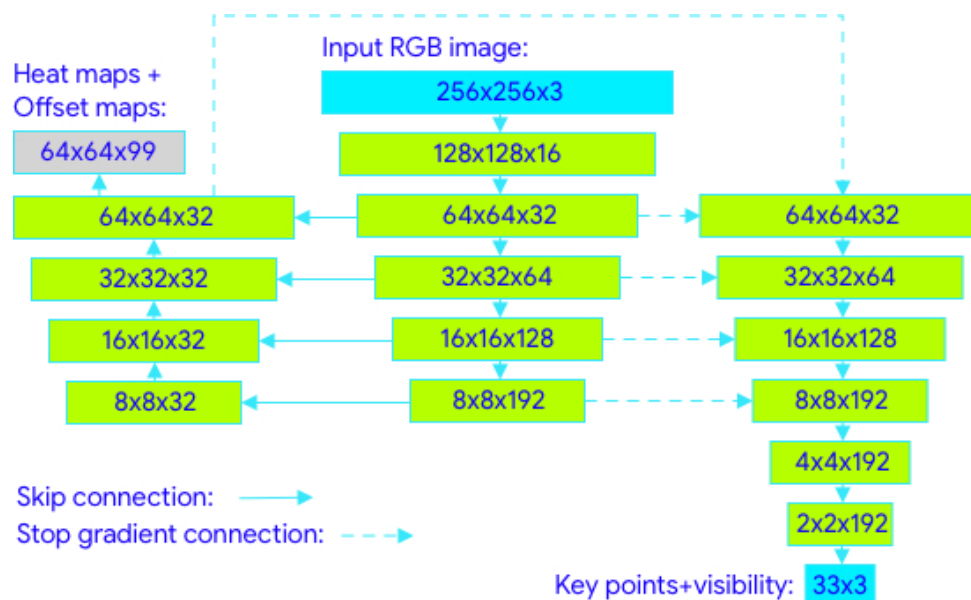 Input RGB image:
Heat maps +
Offset maps:
256x256x3
64x64x99
128x128x16
64x64x32
64x64x32
64x64x32
32x32x32
32x32x64
32x32x64
16x16x32
16x16x128
16x16x128
8x8x32
8x8x192
8x8x192
4x4x192
Skip connection:
2x2x192
Stop gradient connection:
Key points+visibility:
33x3